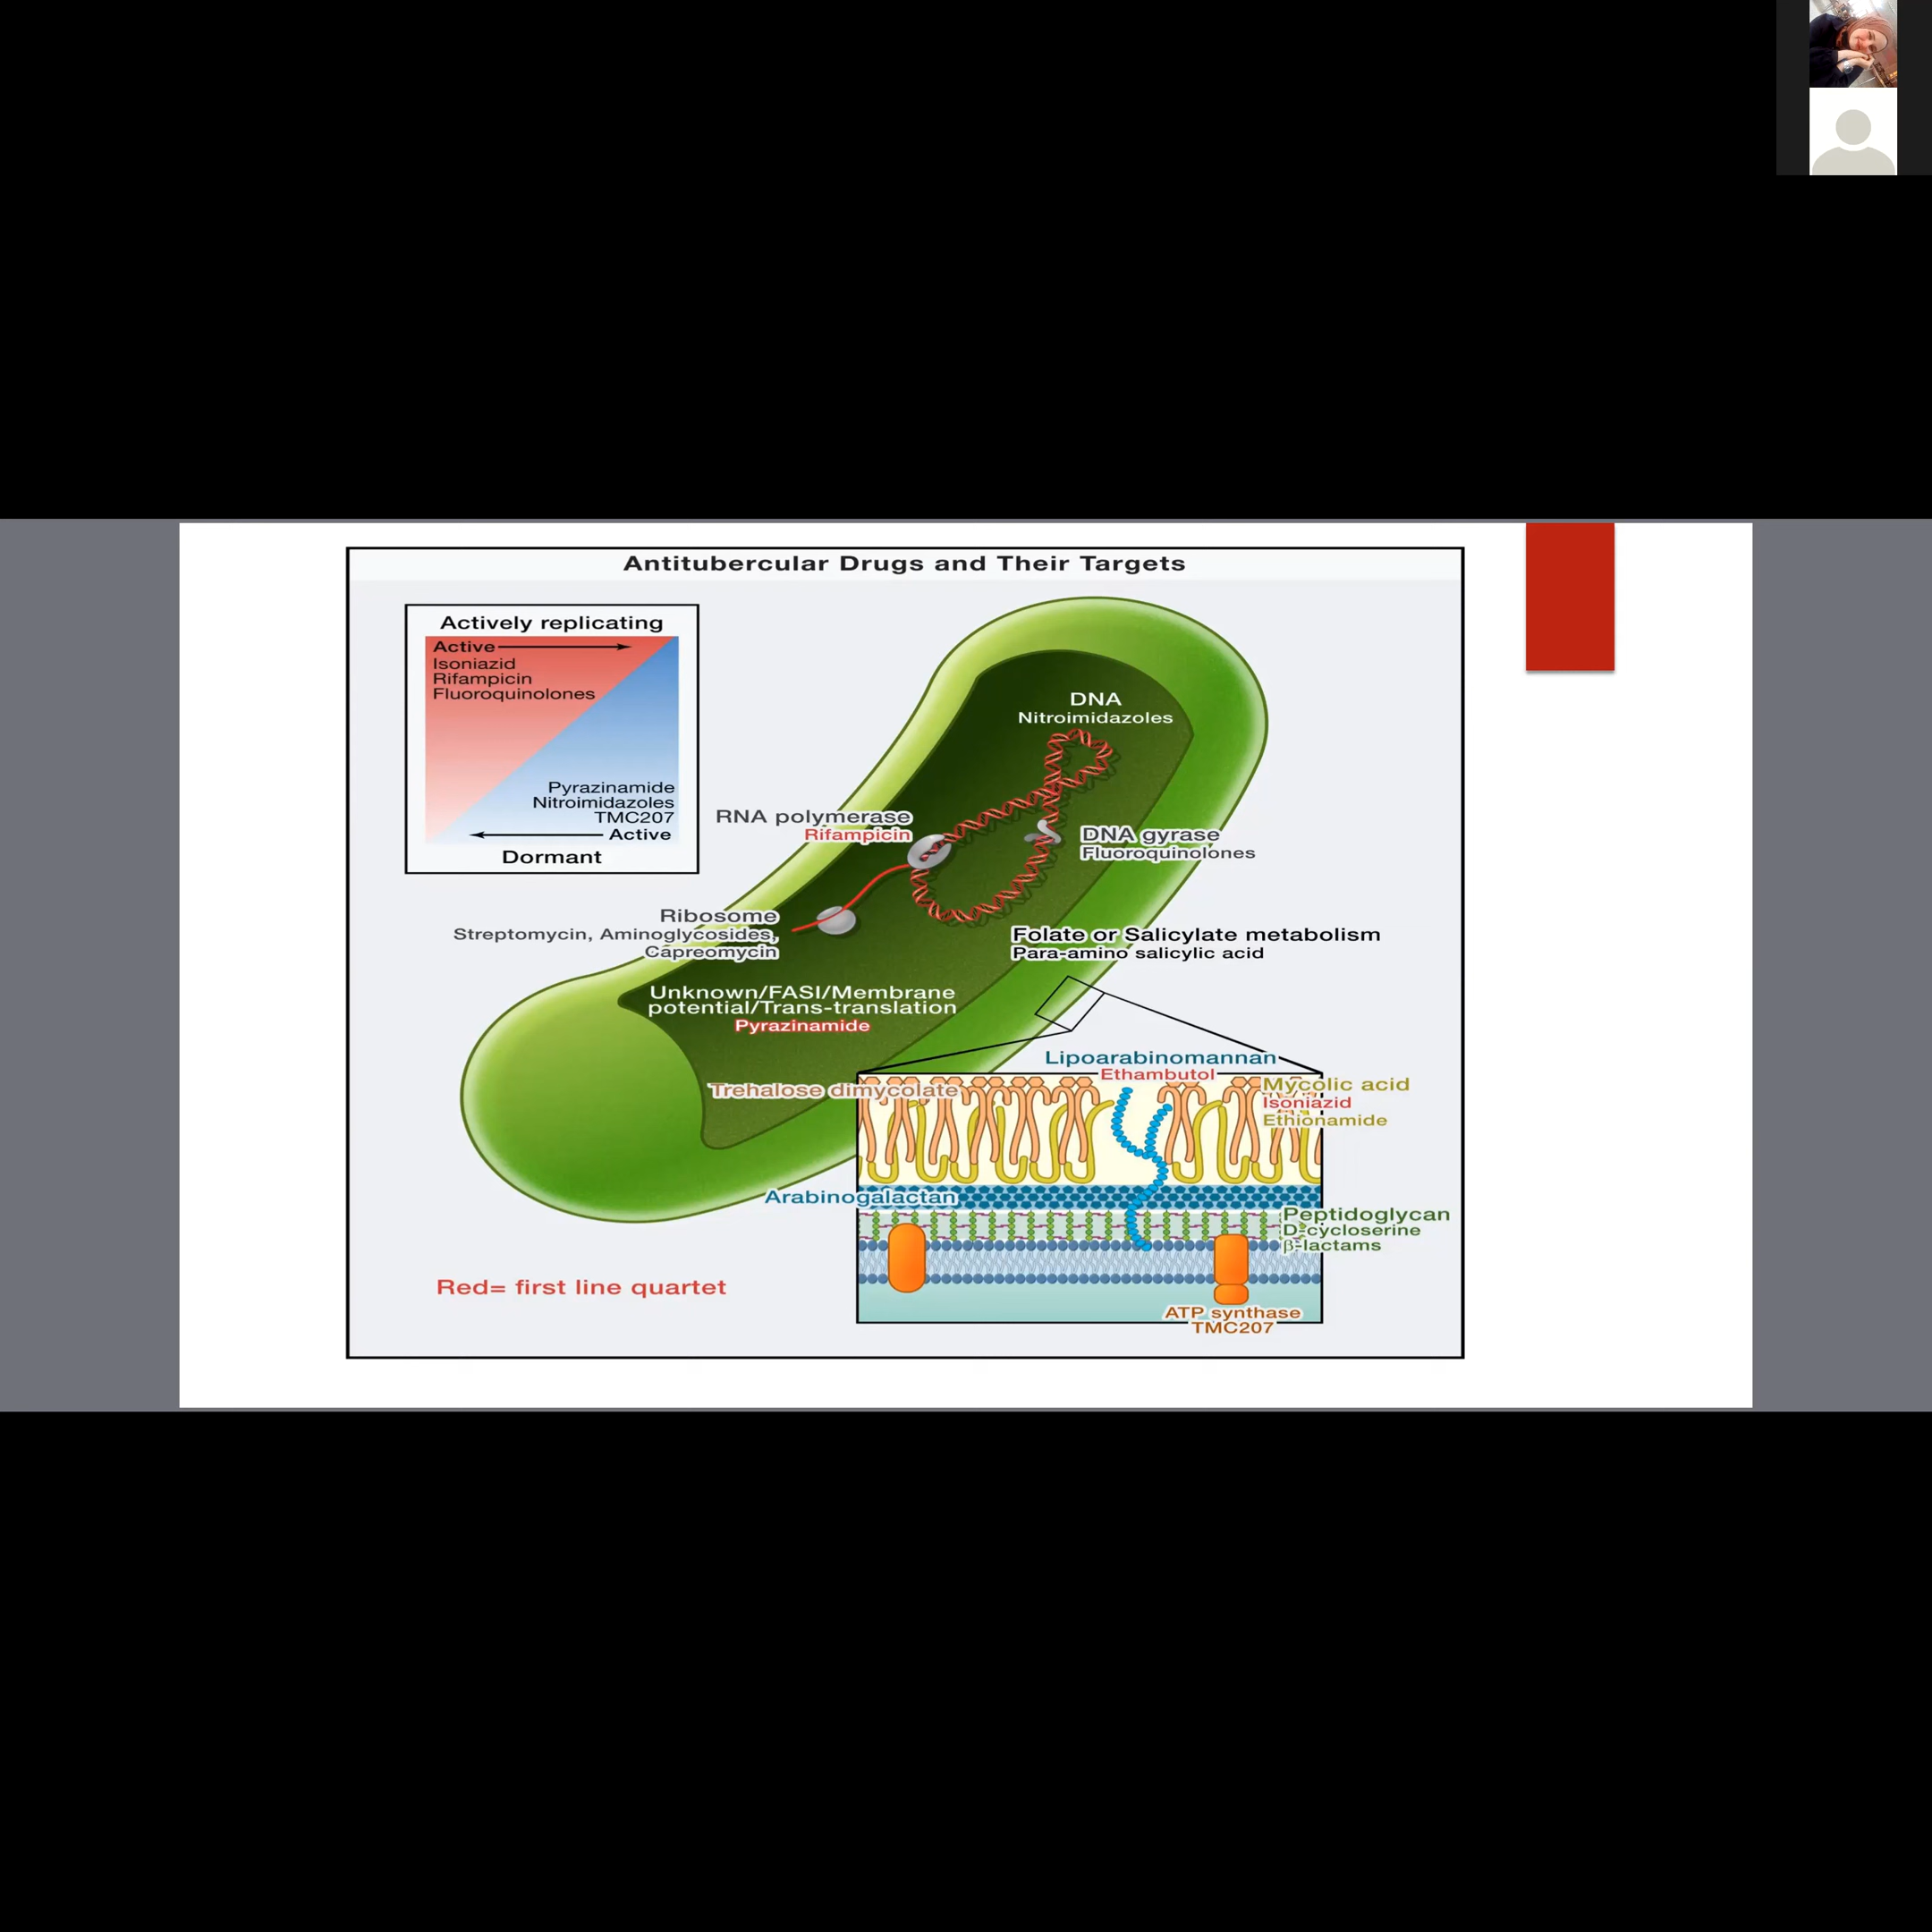 Antitubercular Drugs and Their Targets
Actively replicating
Active
Isoniazid
Rifampicin
Fluoroquinolones
Pyrazinamide
Nitroimidazoles
TMC207
Active
Dormant
DNA
Nitroimidazoles
RNA polymerase
Rifampicin
DNA gyrase
Fluoroquinolones
Ribosome
Streptomycin, Aminoglycosides,
Capreomycin
Folate or Salicylate metabolism
Para-amino salicylic acid
Unknown/FASI/Membrane
potential/Trans-translation
Pyrazinamide
Lipoarabinomannan
Ethambutol
Trehalose dimycolate
Mycolic acid
Isoniazid
Ethionamide
Arabinogalactan
Peptidoglycan
D-cycloserine
β-lactams
Red= first line quartet
ATP synthase
TMC207